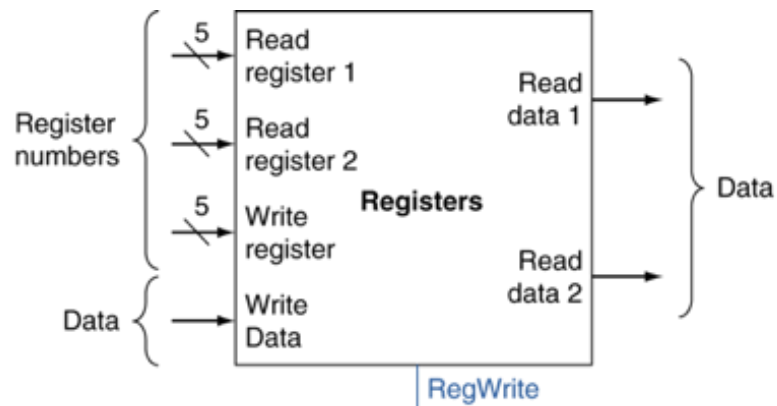 5
Read
register 1
5
Read
register 2
5
Write
register
Write
Data
Register
numbers
Data
Registers
Read
data 1
Read
data 2
Data
RegWrite